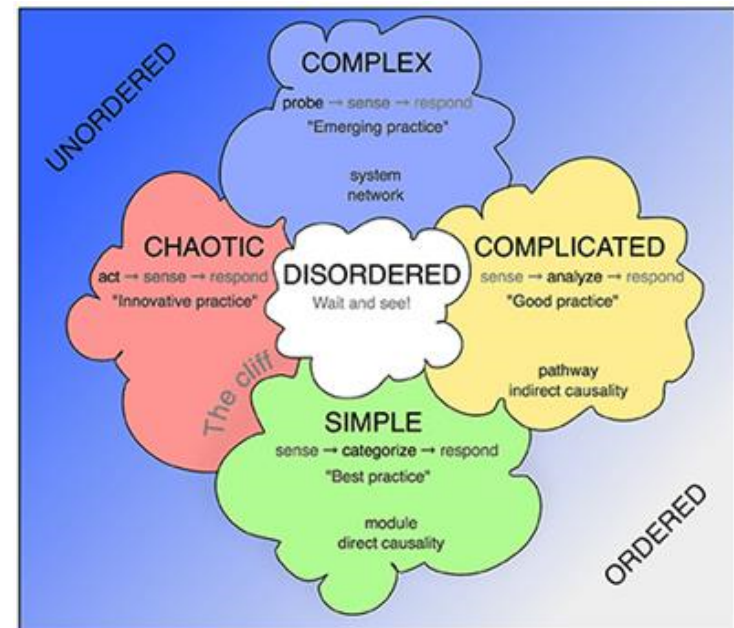 UNORDERED
COMPLEX
probe → sense → respond
"Emerging practice"
system
network
CHAOTIC
act → sense → respond
"Innovative practice"
The cliff
DISORDERED
Wait and see!
COMPLICATED
sense → analyze → respond
"Good practice"
pathway
indirect causality
SIMPLE
sense → categorize → respond
"Best practice"
module
direct causality
ORDERED